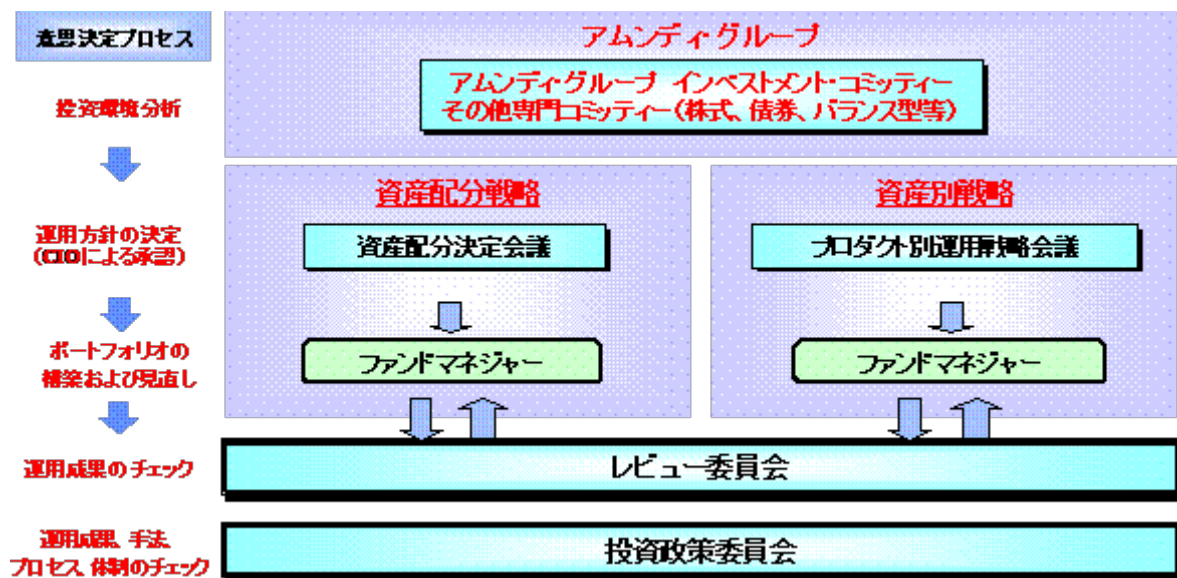 意思決定プロセス
アムンディ・グループ
アムンディ・グループ インベストメント・コミッティー
その他専門コミッティー(株式、債券、バランス型等)
投資環境分析
資産配分戦略
資産別戦略
運用方針の決定
(CIOによる承認)
資産配分決定会議
プロダクト別運用戦略会議
ポートフォリオの
構築および見直し
ファンドマネジャー
ファンドマネジャー
運用成果のチェック
レビュー委員会
運用成果、手法、
プロセス、体制のチェック
投資政策委員会